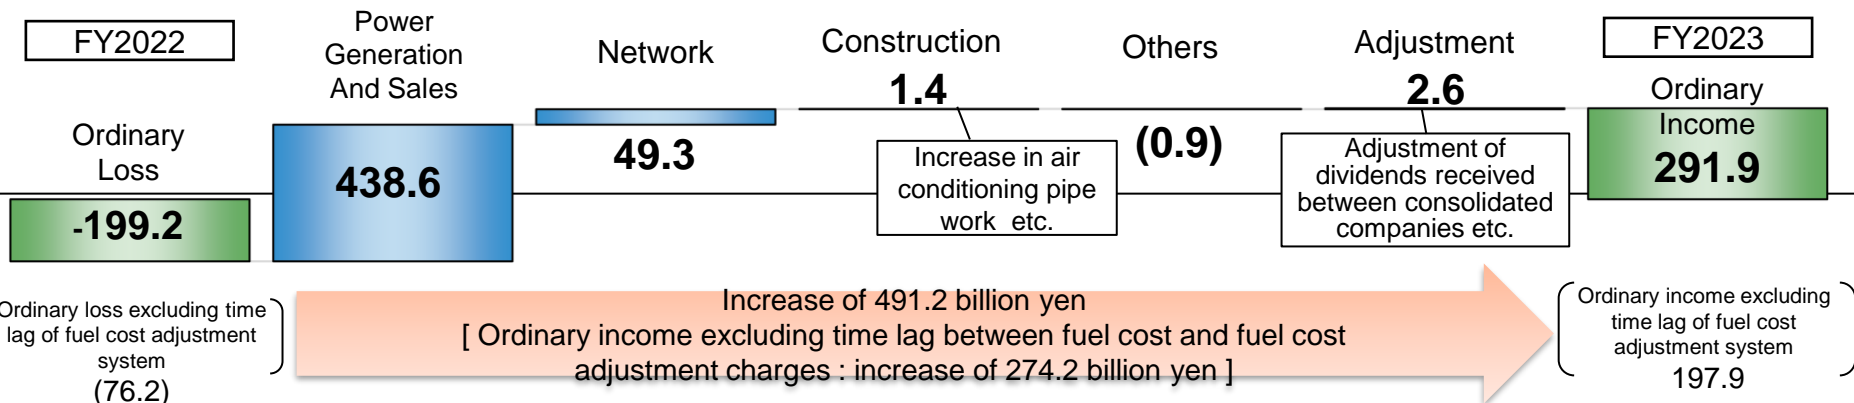 FY2022
Ordinary
Loss
-199.2
Power
Generation
And Sales
438.6
Network
49.3
Construction
1.4
Increase in air
conditioning pipe
work etc.
Others
(0.9)
Adjustment
2.6
Adjustment of
dividends received
between consolidated
companies etc.
FY2023
Ordinary
Income
291.9
Ordinary loss excluding time
lag of fuel cost adjustment
system
(76.2)
Increase of 491.2 billion yen
[ Ordinary income excluding time lag between fuel cost and fuel cost
adjustment charges : increase of 274.2 billion yen ]
Ordinary income excluding
time lag of fuel cost
adjustment system
197.9